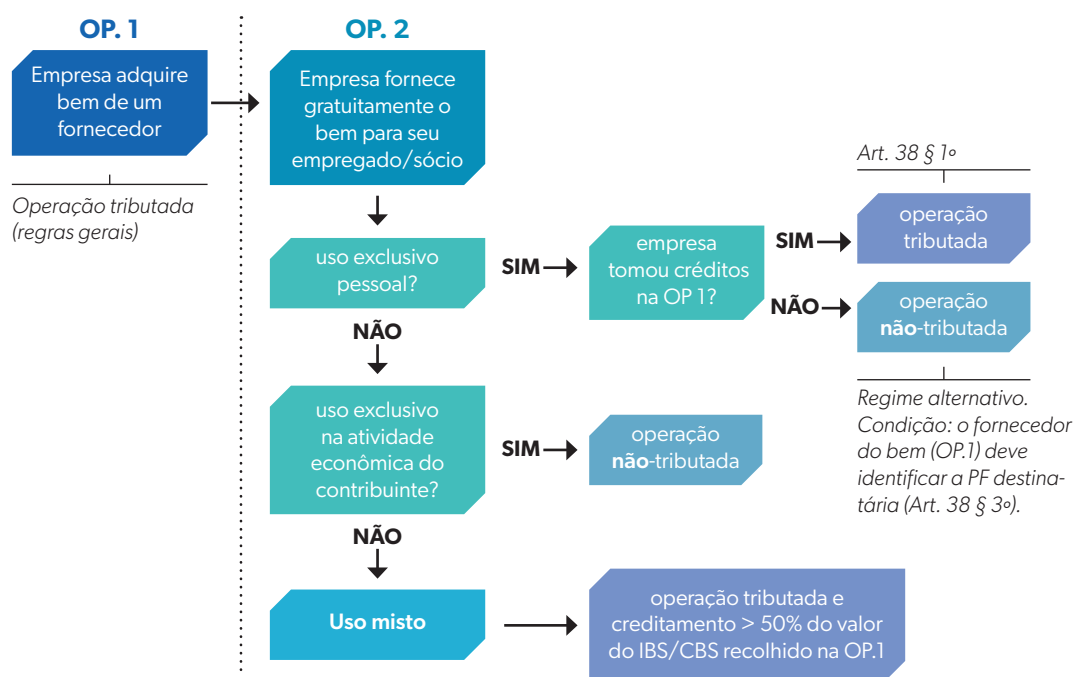 OP. 1
Empresa adquire
bem de um
fornecedor
Operação tributada
(regras gerais)
OP. 2
Empresa fornece
gratuitamente o
bem para seu
empregado/sócio
uso exclusivo
pessoal?
SIM
empresa
tomou créditos
na OP 1?
Art. 38 § 1º
SIM
operação
tributada
NÃO
operação
não-tributada
Regime alternativo.
Condição: o fornecedor
do bem (OP.1) deve
identificar a PF destina-
tária (Art. 38 § 3º).
NÃO
uso exclusivo
na atividade
econômica do
contribuinte?
SIM
operação
não-tributada
NÃO
Uso misto
operação tributada e
creditamento > 50% do valor
do IBS/CBS recolhido na OP.1